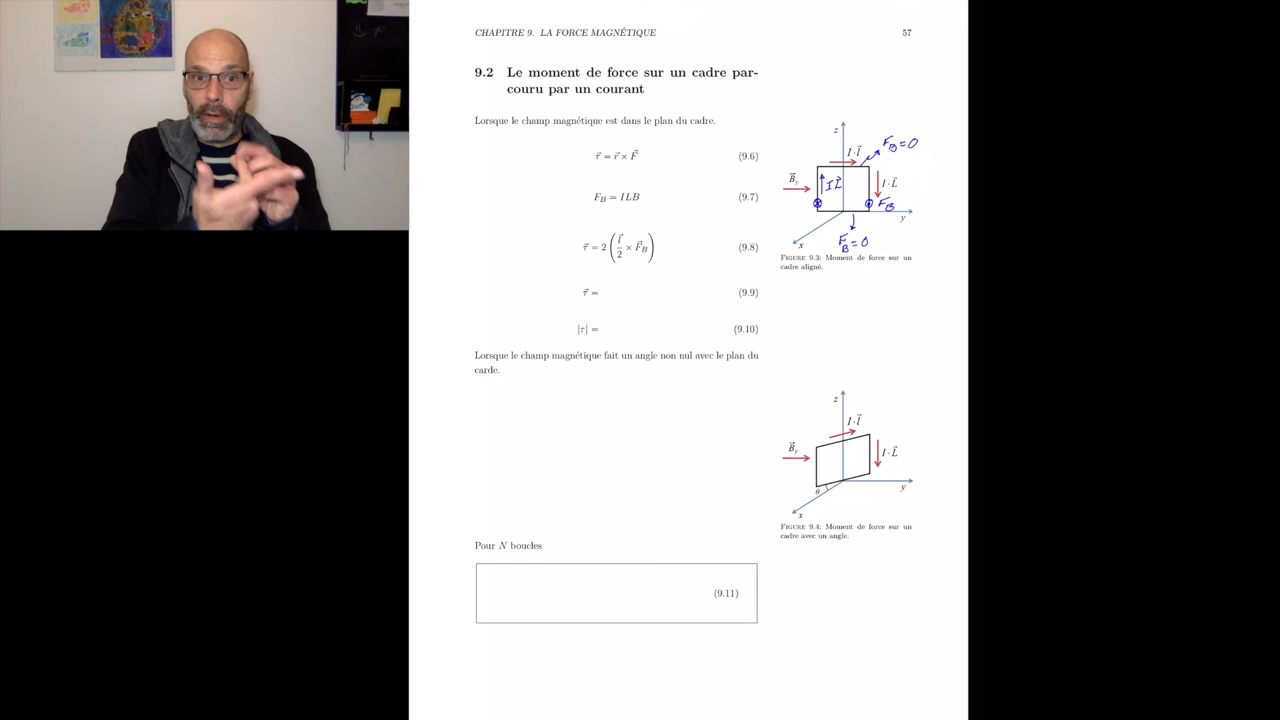 CHAPITRE 9. LA FORCE MAGNÉTIQUE 57
9.2 Le moment de force sur un cadre par-
couru par un courant
Lorsque le champ magnétique est dans le plan du cadre.
τ⃗ = r⃗ × F⃗ (9.6)
F_B = ILB (9.7)
τ⃗ = 2 (l⃗/2 × F⃗_B) (9.8)
τ⃗ = (9.9)
|τ| = (9.10)
z
F_B = 0
I·l⃗
B⃗_y
I L⃗
I·L⃗
F_B
y
x
F_B = 0
FIGURE 9.3: Moment de force sur un
cadre aligné.
Lorsque le champ magnétique fait un angle non nul avec le plan du
carde.
z
I·l⃗
B⃗_y
I·L⃗
θ
y
x
FIGURE 9.4: Moment de force sur un
cadre avec un angle.
Pour N boucles
(9.11)